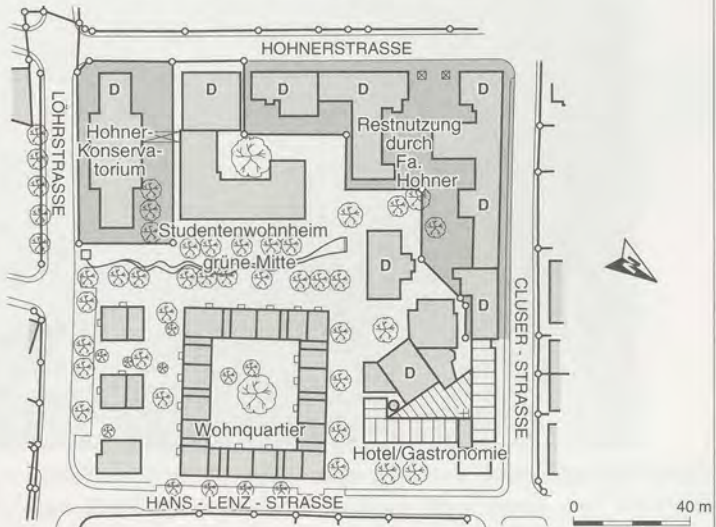 HOHNERSTRASSE
LÖHRSTRASSE
D
D
D
D
D
Hohner-
Konserva-
torium
Restnutzung
durch
Fa.
Hohner
D
Studentenwohnheim
grüne Mitte
D
D
D
CLUSER - STRASSE
N
Wohnquartier
Hotel/Gastronomie
HANS - LENZ - STRASSE
0 40 m